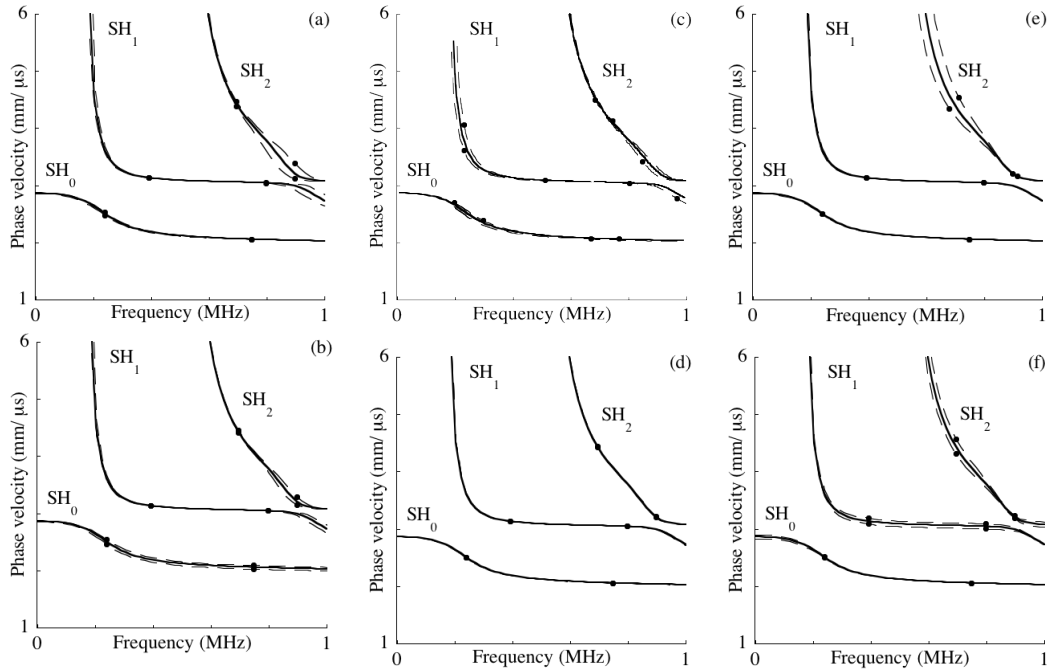 6
(a)
SH1
SH2
SH0
Phase velocity (mm/ μs)
1
0
Frequency (MHz)
1
6
(c)
SH1
SH2
SH0
Phase velocity (mm/ μs)
1
0
Frequency (MHz)
1
6
(e)
SH1
SH2
SH0
Phase velocity (mm/ μs)
1
0
Frequency (MHz)
1
6
(b)
SH1
SH2
SH0
Phase velocity (mm/ μs)
1
0
Frequency (MHz)
1
6
(d)
SH1
SH2
SH0
Phase velocity (mm/ μs)
1
0
Frequency (MHz)
1
6
(f)
SH1
SH2
SH0
Phase velocity (mm/ μs)
1
0
Frequency (MHz)
1